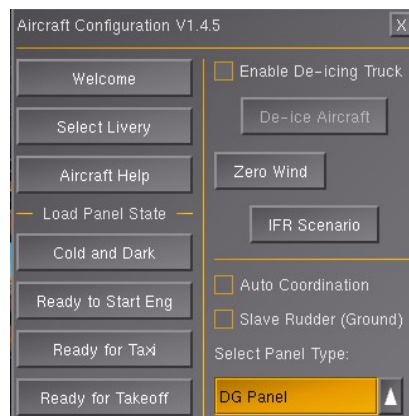 Aircraft Configuration V1.4.5
X
Welcome
Select Livery
Aircraft Help
Load Panel State
Cold and Dark
Ready to Start Eng
Ready for Taxi
Ready for Takeoff
Enable De-icing Truck
De-ice Aircraft
Zero Wind
IFR Scenario
Auto Coordination
Slave Rudder (Ground)
Select Panel Type:
DG Panel